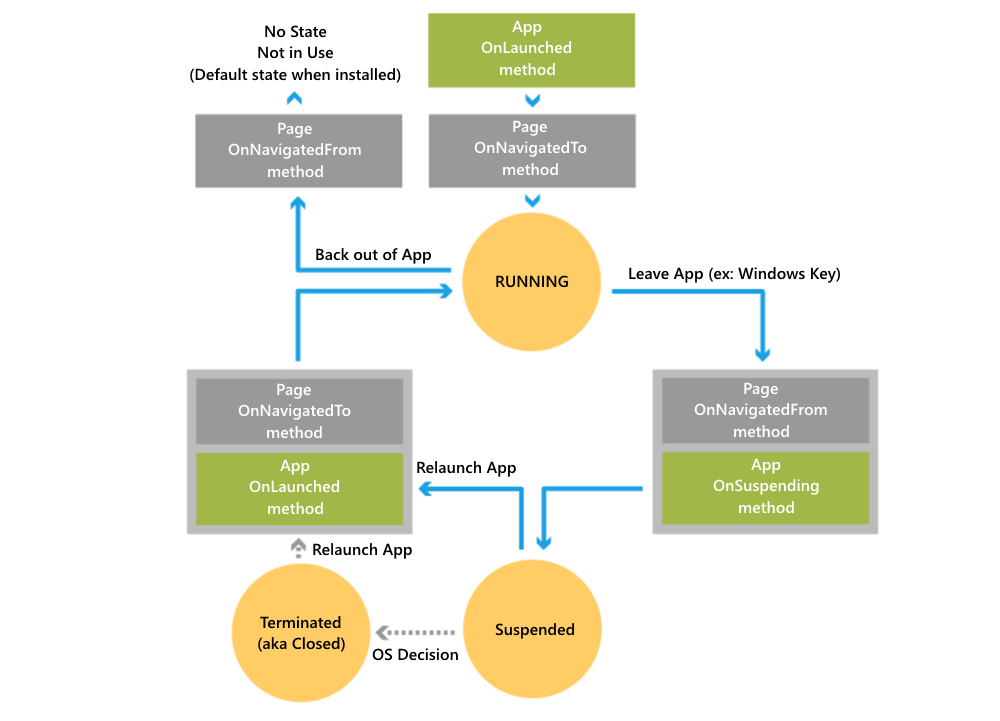 No State
Not in Use
(Default state when installed)
App
OnLaunched
method
Page
OnNavigatedFrom
method
Page
OnNavigatedTo
method
Back out of App
RUNNING
Leave App (ex: Windows Key)
Page
OnNavigatedTo
method
App
OnLaunched
method
Relaunch App
Page
OnNavigatedFrom
method
App
OnSuspending
method
Relaunch App
Terminated
(aka Closed)
OS Decision
Suspended